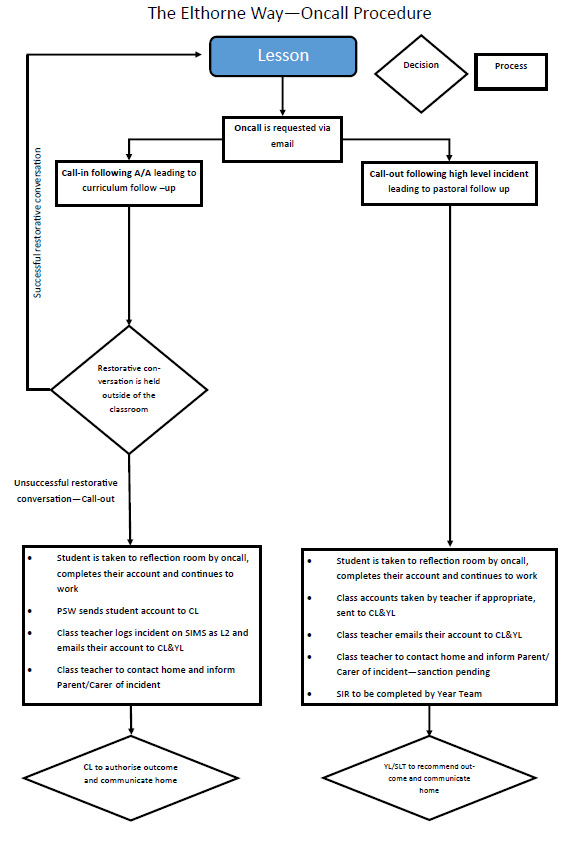 The Elthorne Way—Oncall Procedure
Lesson
Decision
Process
Oncall is requested via
email
Call-in following A/A leading to
curriculum follow –up
Call-out following high level incident
leading to pastoral follow up
Successful restorative conversation
Restorative con-
versation is held
outside of the
classroom
Unsuccessful restorative
conversation—Call-out
• Student is taken to reflection room by oncall,
completes their account and continues to
work
• PSW sends student account to CL
• Class teacher logs incident on SIMS as L2 and
emails their account to CL&YL
• Class teacher to contact home and inform
Parent/Carer of incident
• Student is taken to reflection room by oncall,
completes their account and continues to work
• Class accounts taken by teacher if appropriate,
sent to CL&YL
• Class teacher emails their account to CL&YL
• Class teacher to contact home and inform Parent/
Carer of incident—sanction pending
• SIR to be completed by Year Team
CL to authorise outcome
and communicate home
YL/SLT to recommend out-
come and communicate
home